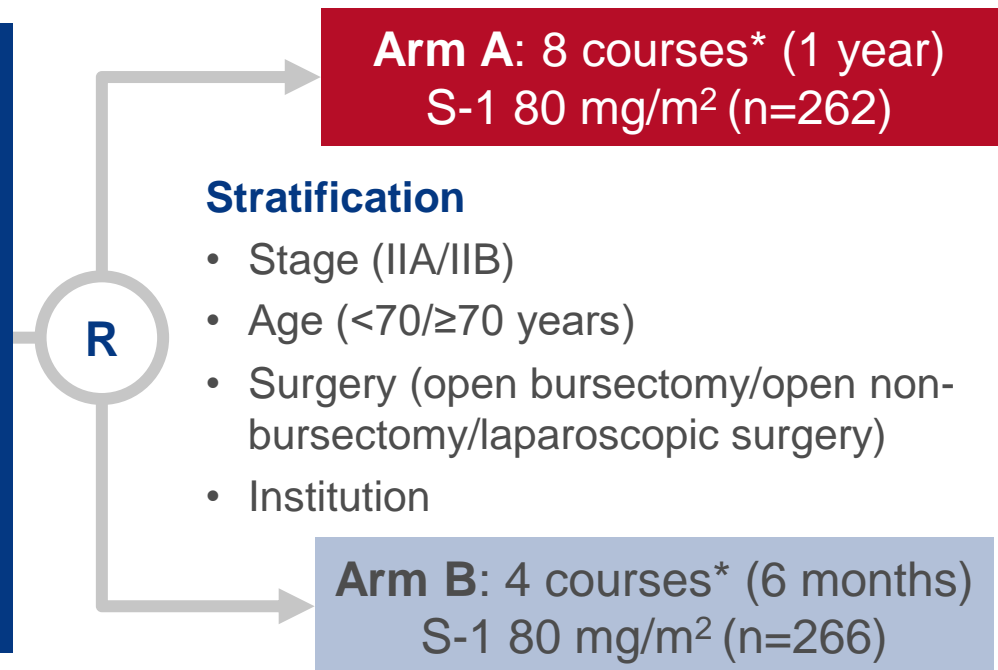 Arm A: 8 courses* (1 year)
S-1 80 mg/m² (n=262)
Stratification
• Stage (IIA/IIB)
• Age (<70/≥70 years)
• Surgery (open bursectomy/open non-
bursectomy/laparoscopic surgery)
• Institution
R
Arm B: 4 courses* (6 months)
S-1 80 mg/m² (n=266)